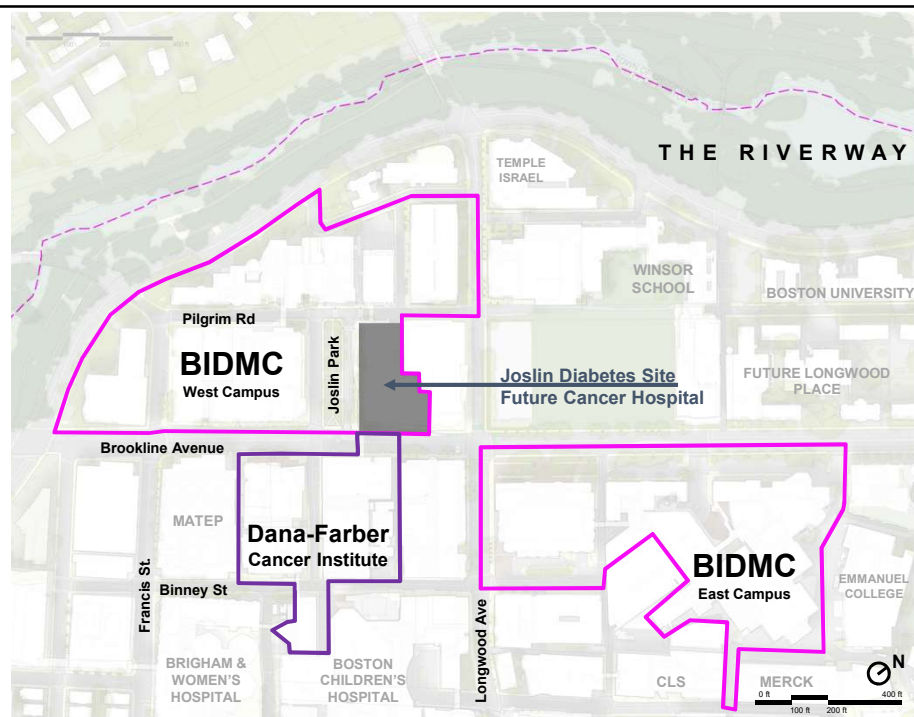 THE RIVERWAY
TEMPLE
ISRAEL
WINSOR
SCHOOL
BOSTON UNIVERSITY
Pilgrim Rd
BIDMC
West Campus
Joslin Park
Joslin Diabetes Site
Future Cancer Hospital
FUTURE LONGWOOD
PLACE
Brookline Avenue
MATEP
Dana-Farber
Cancer Institute
BIDMC
East Campus
EMMANUEL
COLLEGE
Francis St.
Binney St
Longwood Ave
BRIGHAM &
WOMEN'S
HOSPITAL
BOSTON
CHILDREN'S
HOSPITAL
CLS
MERCK
N
0 ft
400 ft
100 ft
200 ft